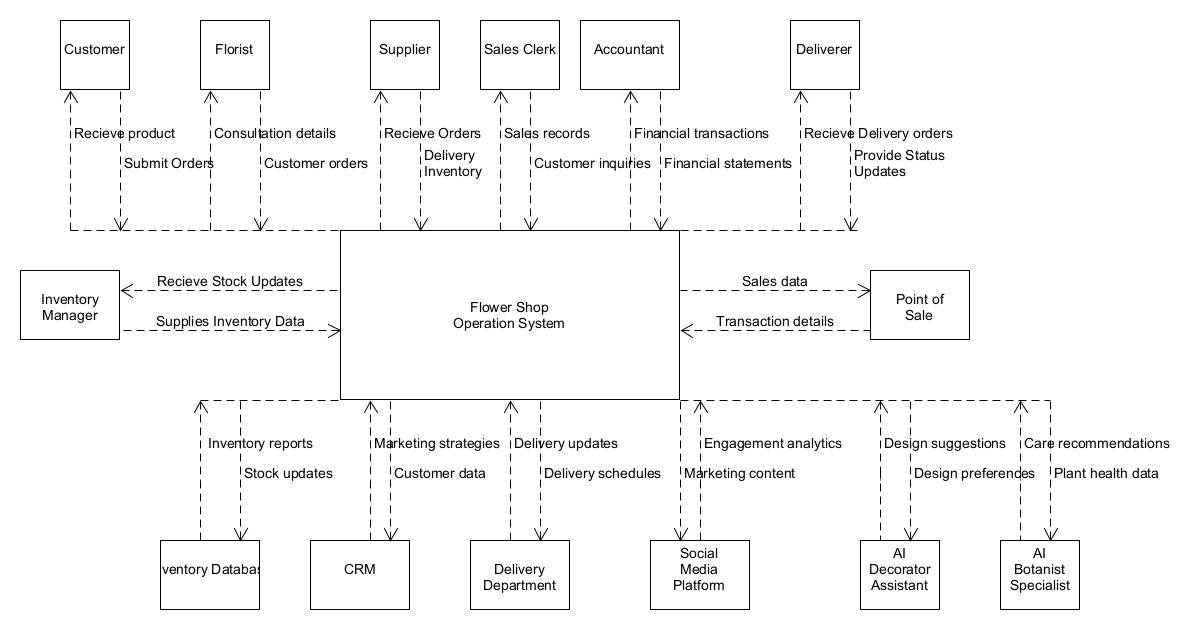 Customer
Florist
Supplier
Sales Clerk
Accountant
Deliverer
Recieve product
Consultation details
Recieve Orders
Sales records
Financial transactions
Recieve Delivery orders
Submit Orders
Customer orders
Delivery
Inventory
Customer inquiries
Financial statements
Provide Status
Updates
Inventory
Manager
Recieve Stock Updates
Supplies Inventory Data
Flower Shop
Operation System
Sales data
Transaction details
Point of
Sale
Inventory reports
Marketing strategies
Delivery updates
Engagement analytics
Design suggestions
Care recommendations
Stock updates
Customer data
Delivery schedules
Marketing content
Design preferences
Plant health data
ventory Databas
CRM
Delivery
Department
Social
Media
Platform
AI
Decorator
Assistant
AI
Botanist
Specialist